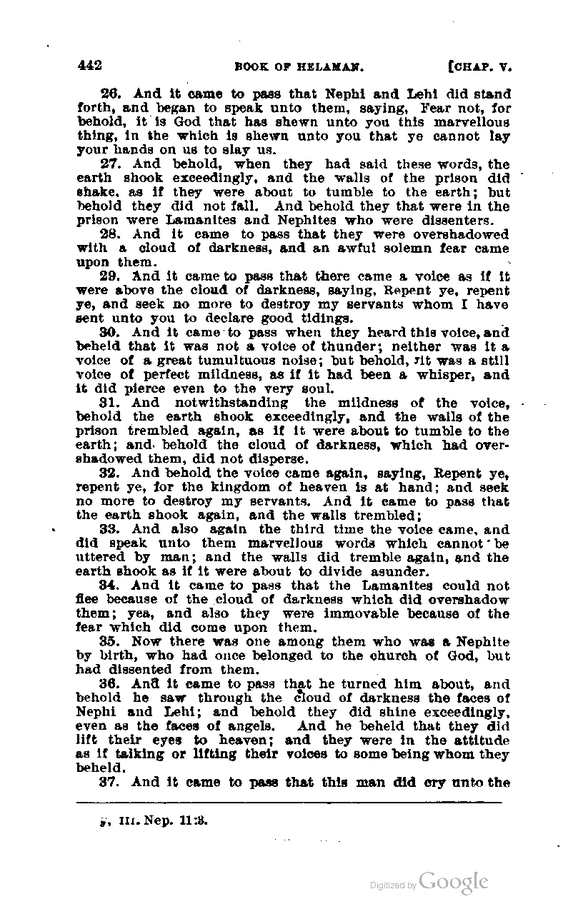 442 BOOK OF HELAMAN. [CHAP. V.
26. And it came to pass that Nephi and Lehi did stand
forth, and began to speak unto them, saying, Fear not, for
behold, it is God that has shewn unto you this marvellous
thing, in the which is shewn unto you that ye cannot lay
your hands on us to slay us.
27. And behold, when they had said these words, the
earth shook exceedingly, and the walls of the prison did
shake, as if they were about to tumble to the earth; but
behold they did not fall. And behold they that were in the
prison were Lamanites and Nephites who were dissenters.
28. And it came to pass that they were overshadowed
with a cloud of darkness, and an awful solemn fear came
upon them.
29. And it came to pass that there came a voice as if it
were above the cloud of darkness, saying, Repent ye, repent
ye, and seek no more to destroy my servants whom I have
sent unto you to declare good tidings.
30. And it came to pass when they heard this voice, and
beheld that it was not a voice of thunder; neither was it a
voice of a great tumultuous noise; but behold, it was a still
voice of perfect mildness, as if it had been a whisper, and
it did pierce even to the very soul.
31. And notwithstanding the mildness of the voice,
behold the earth shook exceedingly, and the walls of the
prison trembled again, as if it were about to tumble to the
earth; and behold the cloud of darkness, which had over-
shadowed them, did not disperse.
32. And behold the voice came again, saying, Repent ye,
repent ye, for the kingdom of heaven is at hand; and seek
no more to destroy my servants. And it came to pass that
the earth shook again, and the walls trembled;
33. And also again the third time the voice came, and
did speak unto them marvellous words which cannot be
uttered by man; and the walls did tremble again, and the
earth shook as if it were about to divide asunder.
34. And it came to pass that the Lamanites could not
flee because of the cloud of darkness which did overshadow
them; yea, and also they were immovable because of the
fear which did come upon them.
35. Now there was one among them who was a Nephite
by birth, who had once belonged to the church of God, but
had dissented from them.
36. And it came to pass that he turned him about, and
behold he saw through the cloud of darkness the faces of
Nephi and Lehi; and behold they did shine exceedingly,
even as the faces of angels. And he beheld that they did
lift their eyes to heaven; and they were in the attitude
as if talking or lifting their voices to some being whom they
beheld.
37. And it came to pass that this man did cry unto the
III. Nep. 11:3.
Digitized by Google